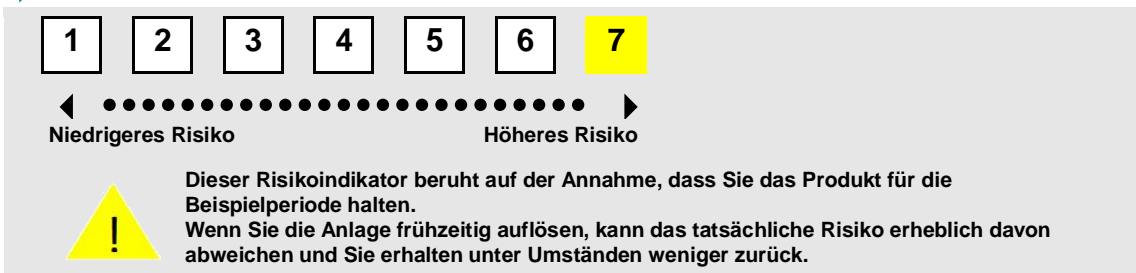 1 2 3 4 5 6 7
Niedrigeres Risiko Höheres Risiko
Dieser Risikoindikator beruht auf der Annahme, dass Sie das Produkt für die
Beispielperiode halten.
Wenn Sie die Anlage frühzeitig auflösen, kann das tatsächliche Risiko erheblich davon
abweichen und Sie erhalten unter Umständen weniger zurück.
!